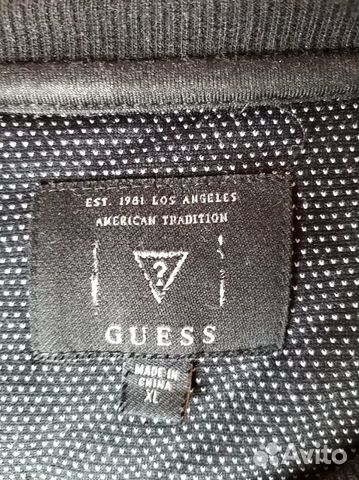 EST. 1981 LOS ANGELES
AMERICAN TRADITION
?
GUESS
MADE IN
CHINA
XL
Avito